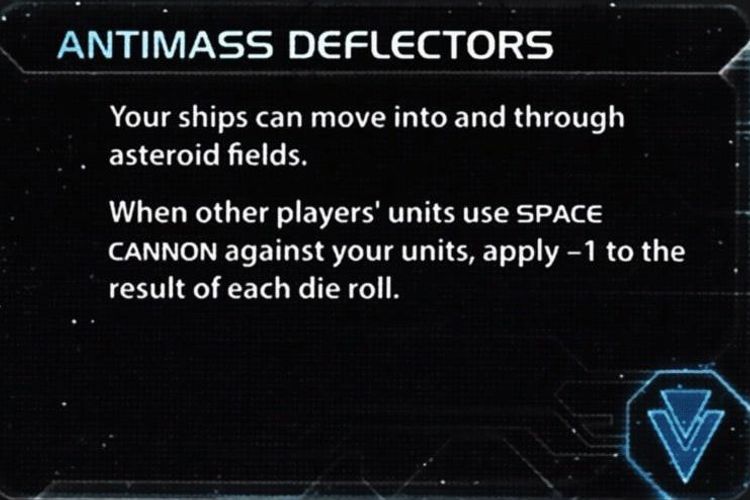 ANTIMASS DEFLECTORS
Your ships can move into and through
asteroid fields.
When other players' units use SPACE
CANNON against your units, apply –1 to the
result of each die roll.